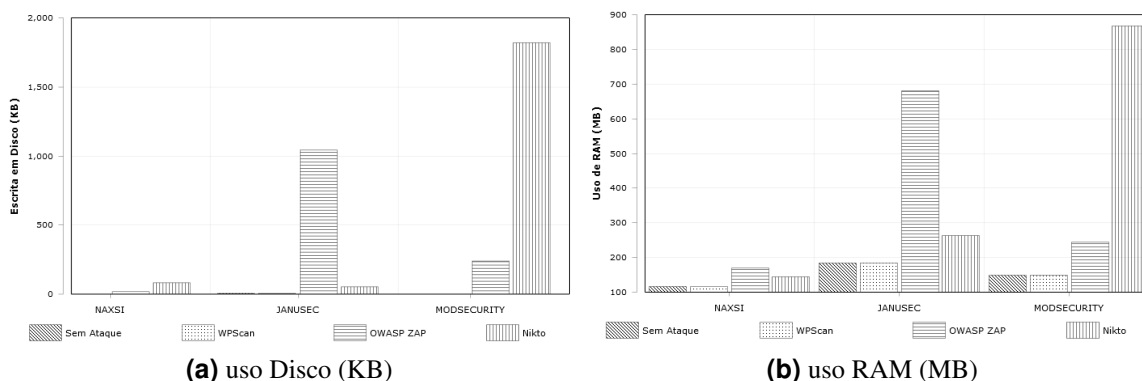 2,000
1,500
1,000
500
0
Escrita em Disco (KB)
NAXSI JANUSEC MODSECURITY
Sem Ataque WPScan OWASP ZAP Nikto
(a) uso Disco (KB)
900
800
700
600
500
400
300
200
100
Uso de RAM (MB)
NAXSI JANUSEC MODSECURITY
Sem Ataque WPScan OWASP ZAP Nikto
(b) uso RAM (MB)